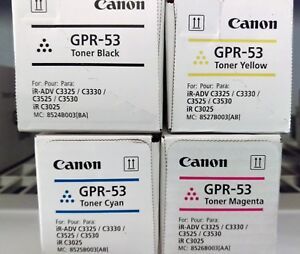 Canon
GPR-53
Toner Black
For: Pour: Para:
iR-ADV C3325 / C3330 /
C3525 / C3530
iR C3025
MC: 8524B003[BA]
Canon
GPR-53
Toner Yellow
For: Pour: Para:
iR-ADV C3325 / C3330 /
C3525 / C3530
iR C3025
MC: 8527B003[AB]
Canon
GPR-53
Toner Cyan
For: Pour: Para:
iR-ADV C3325 / C3330
/ C3525 / C3530
iR C3025
MC: 8525B003[AB]
Canon
GPR-53
Toner Magenta
For: Pour: Para:
iR-ADV C3325 / C3330 /
C3525 / C3530
iR C3025
MC: 8526B003[AA]